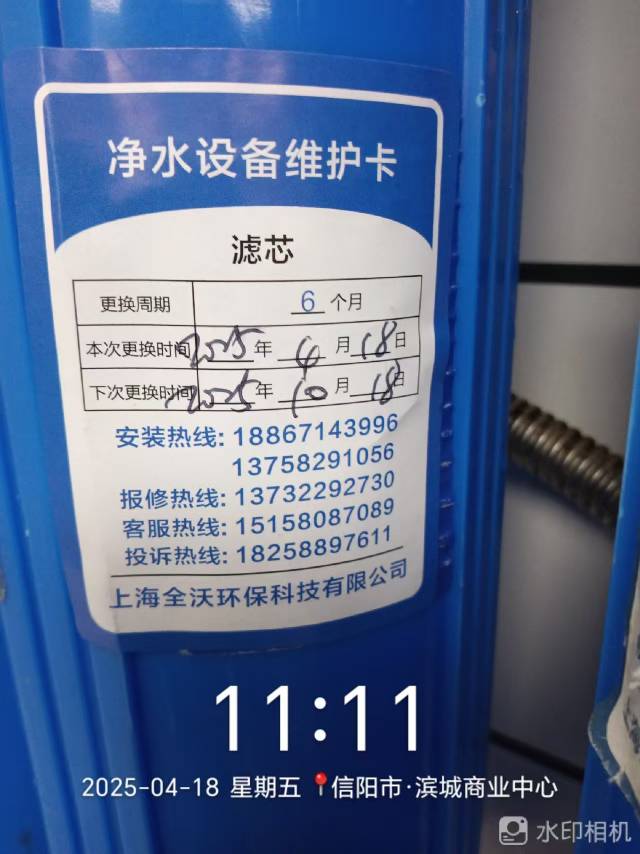 净水设备维护卡
滤芯
更换周期 6 个月
本次更换时间 2025 年 4 月 18 日
下次更换时间 2025 年 10 月 18 日
安装热线: 18867143996
13758291056
报修热线: 13732292730
客服热线: 15158087089
投诉热线: 18258897611
上海全沃环保科技有限公司
11:11
2025-04-18 星期五 信阳市·滨城商业中心
水印相机